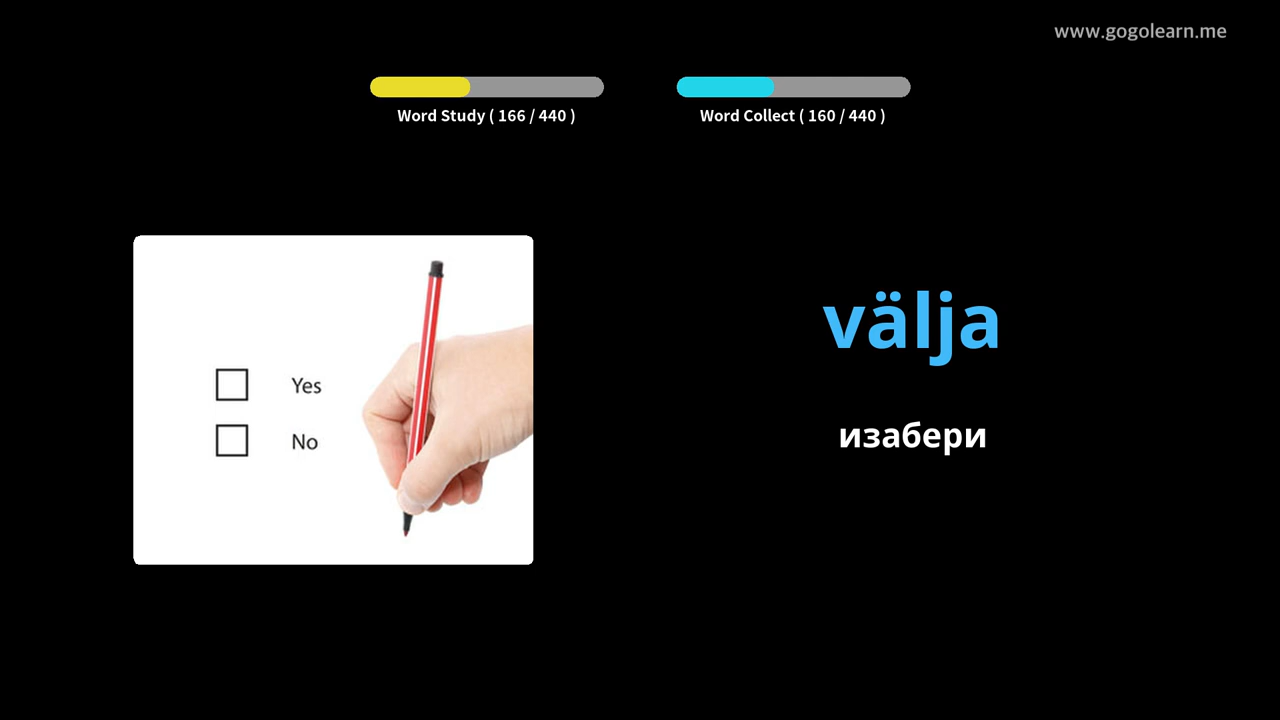 www.gogolearn.me
Word Study ( 166 / 440 )
Word Collect ( 160 / 440 )
Yes
No
välja
изабери